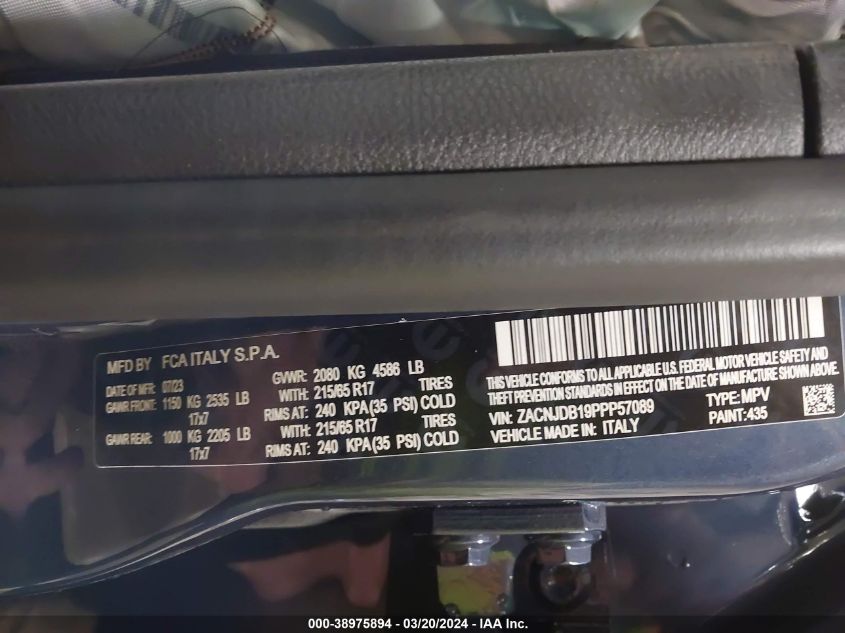 MFD BY FCA ITALY S.P.A.
DATE OF MFR: 07/23 GVWR: 2080 KG 4586 LB
GAWR FRONT: 1150 KG 2535 LB WITH: 215/65 R17 TIRES
17x7 RIMS AT: 240 KPA (35 PSI) COLD
GAWR REAR: 1000 KG 2205 LB WITH: 215/65 R17 TIRES
17x7 RIMS AT: 240 KPA (35 PSI) COLD
THIS VEHICLE CONFORMS TO ALL APPLICABLE U.S. FEDERAL MOTOR VEHICLE SAFETY AND
THEFT PREVENTION STANDARDS IN EFFECT ON THE DATE OF MANUFACTURE SHOWN ABOVE.
VIN: ZACNJDB19PPP57089 TYPE: MPV
VEHICLE MADE IN: ITALY PAINT: 435
000-38975894 - 03/20/2024 - IAA Inc.